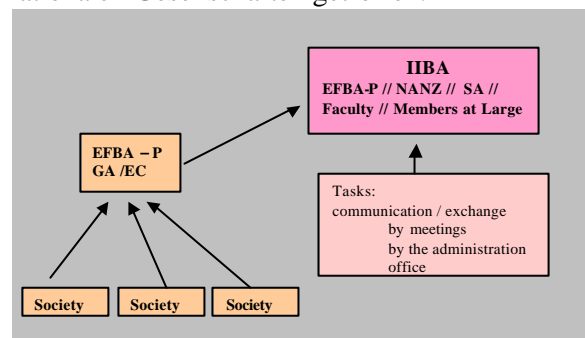 IIBA
EFBA-P // NANZ // SA //
Faculty // Members at Large
EFBA – P
GA /EC
Tasks:
communication / exchange
by meetings
by the administration
office
Society
Society
Society